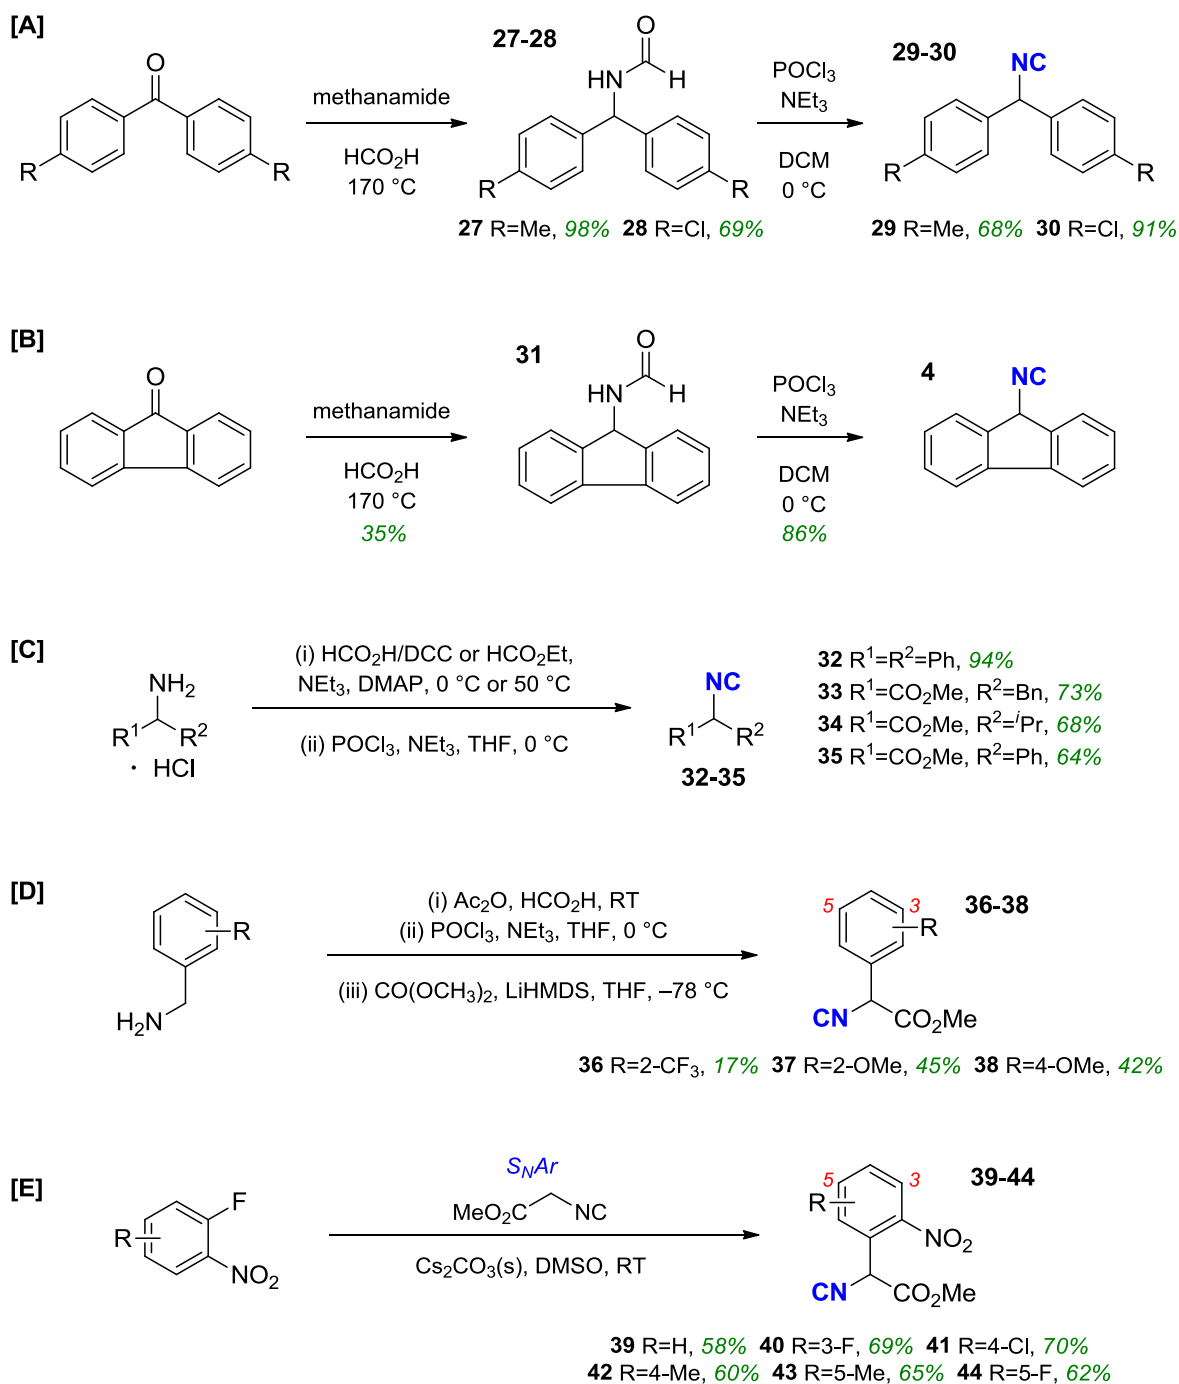 [A]
O
R
R
methanamide
HCO2H
170 °C
27-28
O
HN
H
R
R
27 R=Me, 98% 28 R=Cl, 69%
POCl3
NEt3
DCM
0 °C
29-30
NC
R
R
29 R=Me, 68% 30 R=Cl, 91%
[B]
O
methanamide
HCO2H
170 °C
35%
31
O
HN
H
POCl3
NEt3
DCM
0 °C
86%
4
NC
[C]
NH2
R1
R2
· HCl
(i) HCO2H/DCC or HCO2Et,
NEt3, DMAP, 0 °C or 50 °C
(ii) POCl3, NEt3, THF, 0 °C
NC
R1
R2
32-35
32 R1=R2=Ph, 94%
33 R1=CO2Me, R2=Bn, 73%
34 R1=CO2Me, R2=iPr, 68%
35 R1=CO2Me, R2=Ph, 64%
[D]
R
H2N
(i) Ac2O, HCO2H, RT
(ii) POCl3, NEt3, THF, 0 °C
(iii) CO(OCH3)2, LiHMDS, THF, –78 °C
5
3
R
CN
CO2Me
36-38
36 R=2-CF3, 17% 37 R=2-OMe, 45% 38 R=4-OMe, 42%
[E]
F
R
NO2
SNAr
MeO2C
NC
Cs2CO3(s), DMSO, RT
5
3
R
NO2
CN
CO2Me
39-44
39 R=H, 58% 40 R=3-F, 69% 41 R=4-Cl, 70%
42 R=4-Me, 60% 43 R=5-Me, 65% 44 R=5-F, 62%